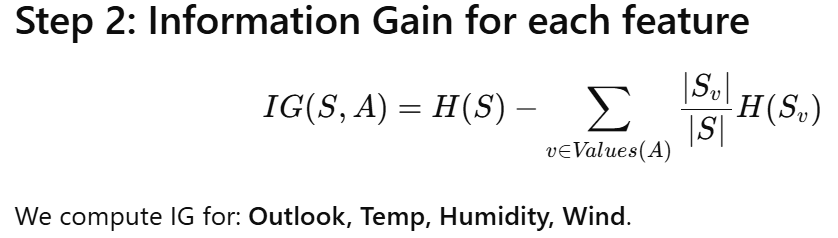 Step 2: Information Gain for each feature
IG(S, A) = H(S) − ∑_{v∈Values(A)} |S_v|/|S| H(S_v)
We compute IG for: Outlook, Temp, Humidity, Wind.